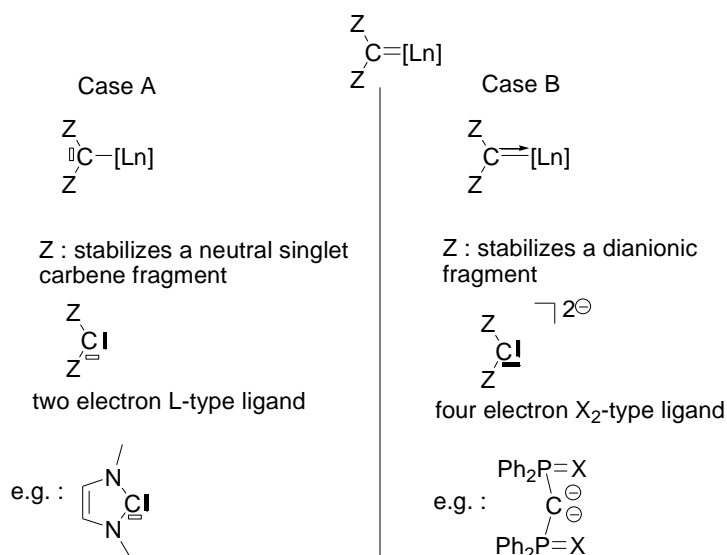 Z
C=[Ln]
Z
Case A
Case B
Z
C—[Ln]
Z
Z
C=[Ln]
Z
Z : stabilizes a neutral singlet
carbene fragment
Z : stabilizes a dianionic
fragment
Z
C
Z
2⊖
Z
C
Z
two electron L-type ligand
four electron X₂-type ligand
e.g. :
N
C
N
e.g. :
Ph₂P=X
C ⊖
⊖
Ph₂P=X